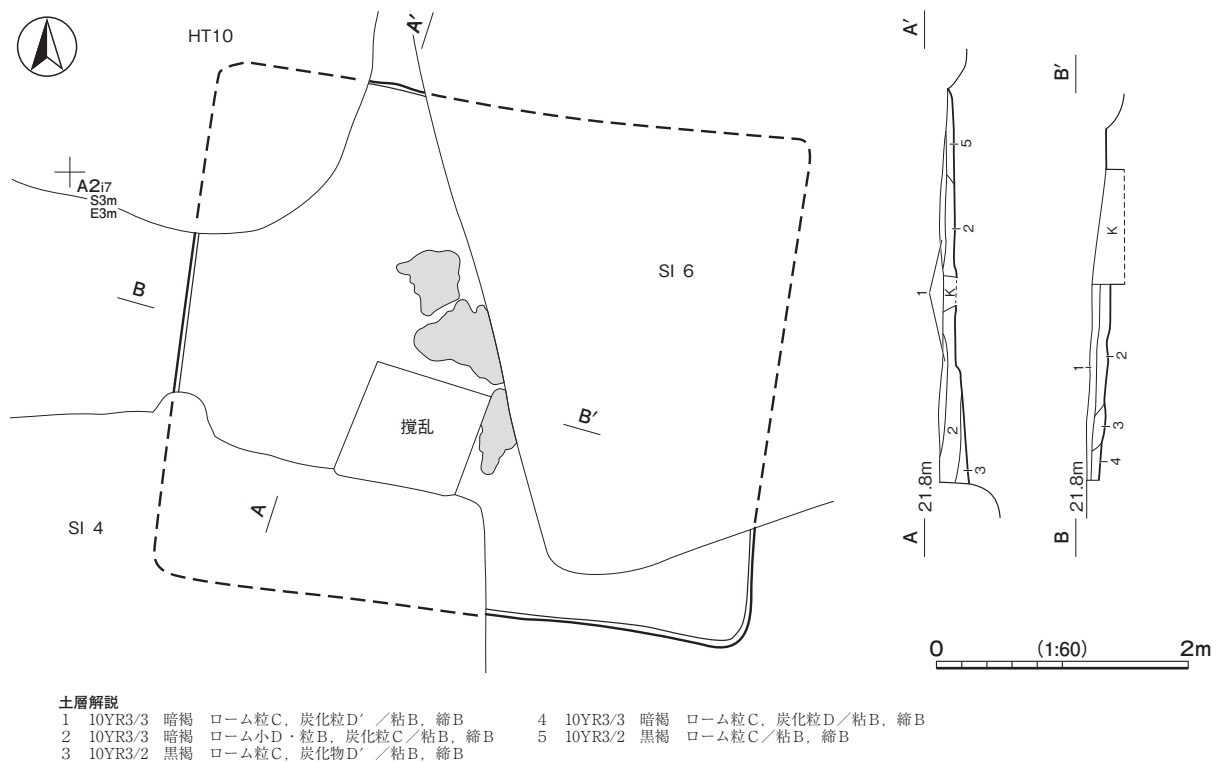 HT10
A′
A2i7
S3m
E3m
B
SI 6
撹乱
B′
A
SI 4
A′
5
2
1
K
2
3
21.8m
A
B′
K
1
2
3
4
21.8m
B
0 (1:60) 2m
土層解説
1 10YR3/3 暗褐 ローム粒C，炭化粒D′／粘B，締B
2 10YR3/3 暗褐 ローム小D・粒B，炭化粒C／粘B，締B
3 10YR3/2 黒褐 ローム粒C，炭化物D′／粘B，締B
4 10YR3/3 暗褐 ローム粒C，炭化粒D／粘B，締B
5 10YR3/2 黒褐 ローム粒C／粘B，締B